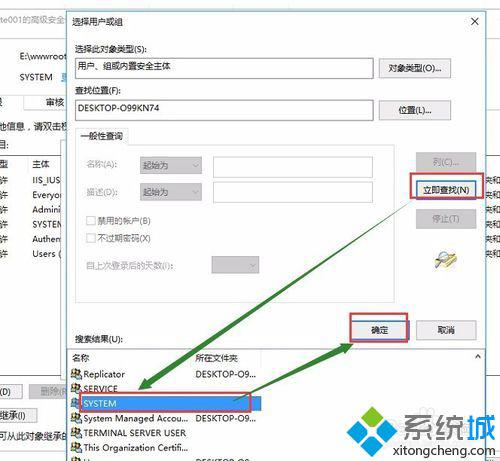 te001的高级安全
选择用户或组
选择此对象类型(S):
用户、组或内置安全主体
对象类型(O)...
查找位置(F):
DESKTOP-O99KN74
位置(L)...
一般性查询
名称(A):
起始为
描述(D):
起始为
禁用的帐户(B)
不过期密码(X)
自上次登录后的天数(I):
列(C)...
立即查找(N)
停止(T)
确定
取消
搜索结果(U):
名称
所在文件夹
Replicator
DESKTOP-O9...
SERVICE
SYSTEM
System Managed Accou...
DESKTOP-O9...
TERMINAL SERVER USER
This Organization Certifi...
E:\wwwroot
SYSTEM
审核
他信息，请双击权
目:
型
主体
许
IIS_IUS
许
Everyo
许
Admini
许
SYSTEM
许
Authen
许
Users (
夹和
夹和
夹和
夹和
夹和
夹和
(D)
删除(R)
继承(I)
可从此对象继承的
系统城